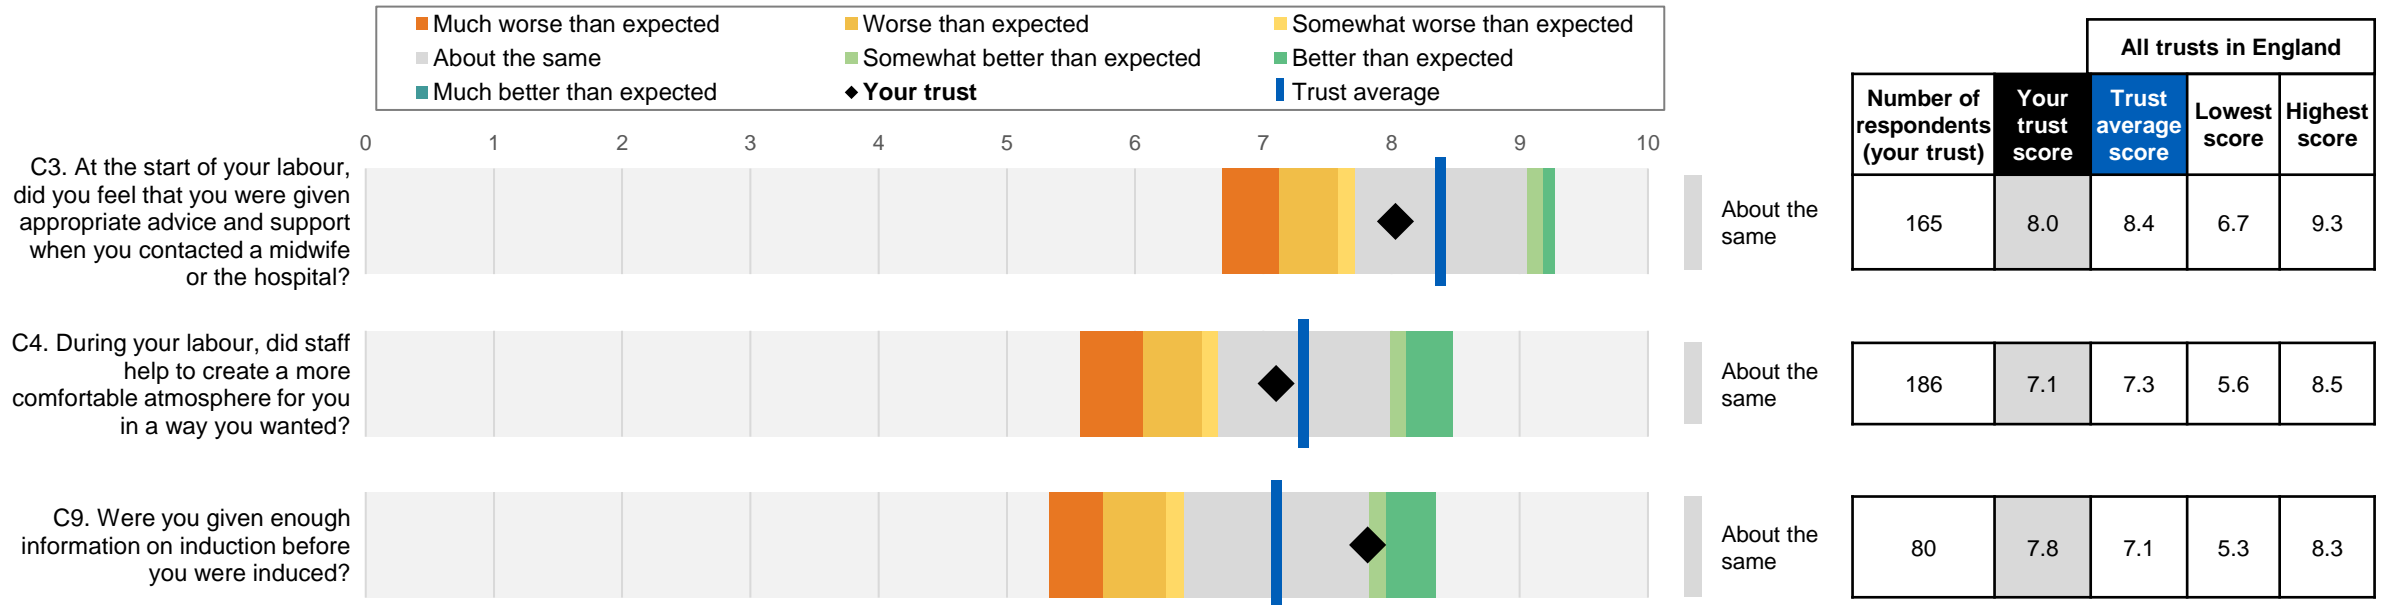 Much worse than expected
Worse than expected
Somewhat worse than expected
About the same
Somewhat better than expected
Better than expected
Much better than expected
Your trust
Trust average
All trusts in England
Number of
respondents
(your trust)
Your
trust
score
Trust
average
score
Lowest
score
Highest
score
0 1 2 3 4 5 6 7 8 9 10
C3. At the start of your labour,
did you feel that you were given
appropriate advice and support
when you contacted a midwife
or the hospital?
About the
same
165 8.0 8.4 6.7 9.3
C4. During your labour, did staff
help to create a more
comfortable atmosphere for you
in a way you wanted?
About the
same
186 7.1 7.3 5.6 8.5
C9. Were you given enough
information on induction before
you were induced?
About the
same
80 7.8 7.1 5.3 8.3